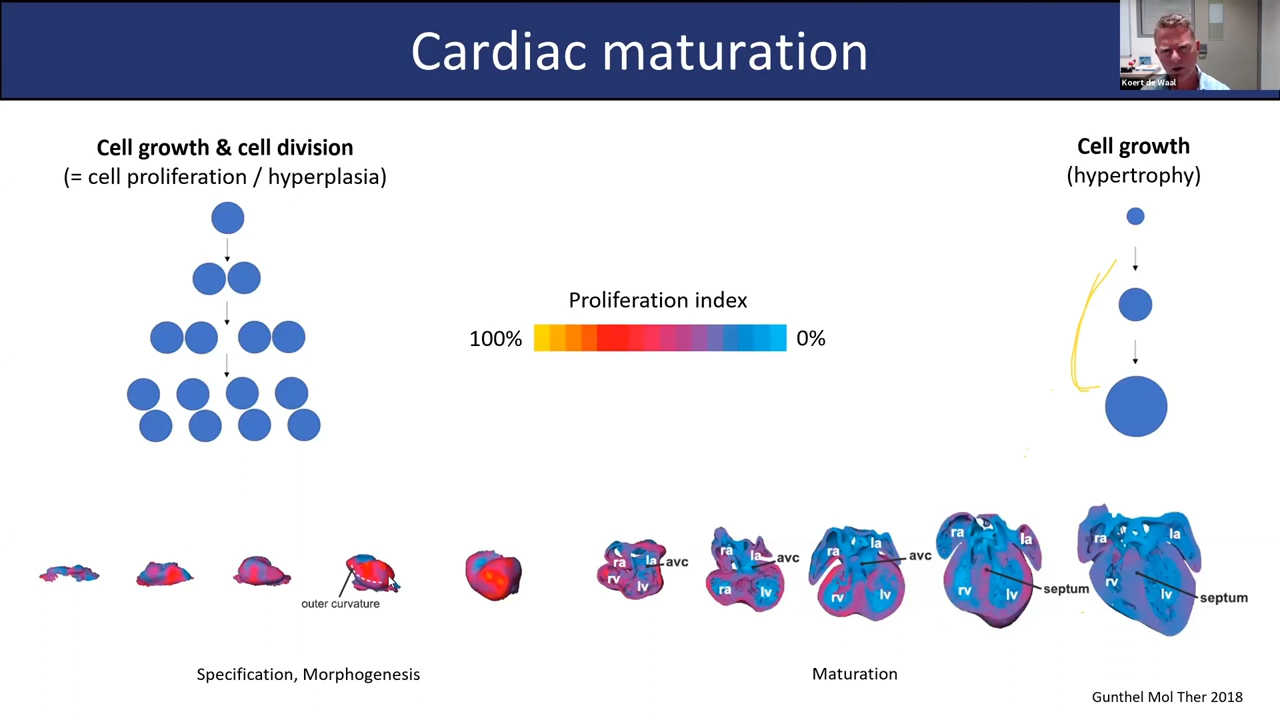 Cardiac maturation
Koert de Waal
Cell growth & cell division
(= cell proliferation / hyperplasia)
Cell growth
(hypertrophy)
Proliferation index
100%
0%
outer curvature
ra
la
avc
rv
lv
ra
la
avc
ra
lv
ra
la
avc
rv
lv
ra
la
rv
lv
septum
ra
la
rv
lv
septum
Specification, Morphogenesis
Maturation
Gunthel Mol Ther 2018